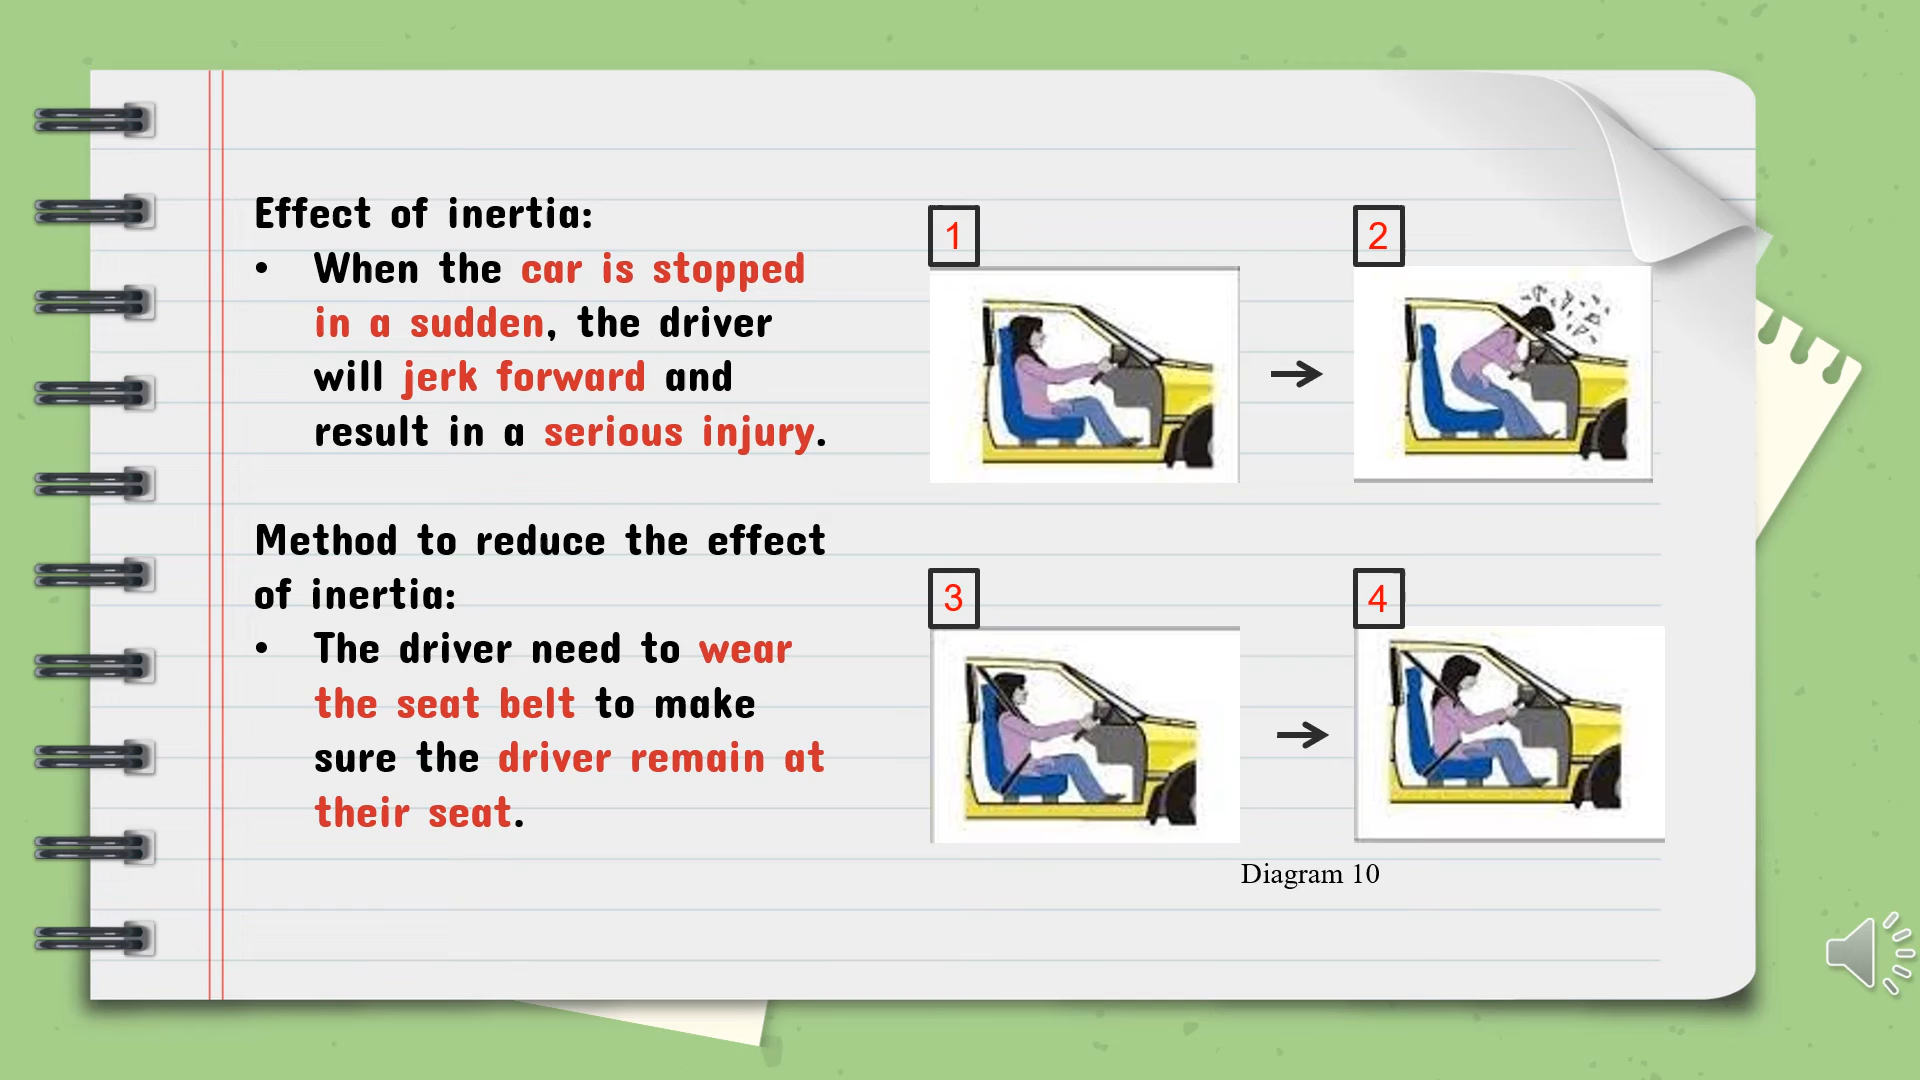 Effect of inertia:
• When the car is stopped
in a sudden, the driver
will jerk forward and
result in a serious injury.
Method to reduce the effect
of inertia:
• The driver need to wear
the seat belt to make
sure the driver remain at
their seat.
1
2
3
4
Diagram 10